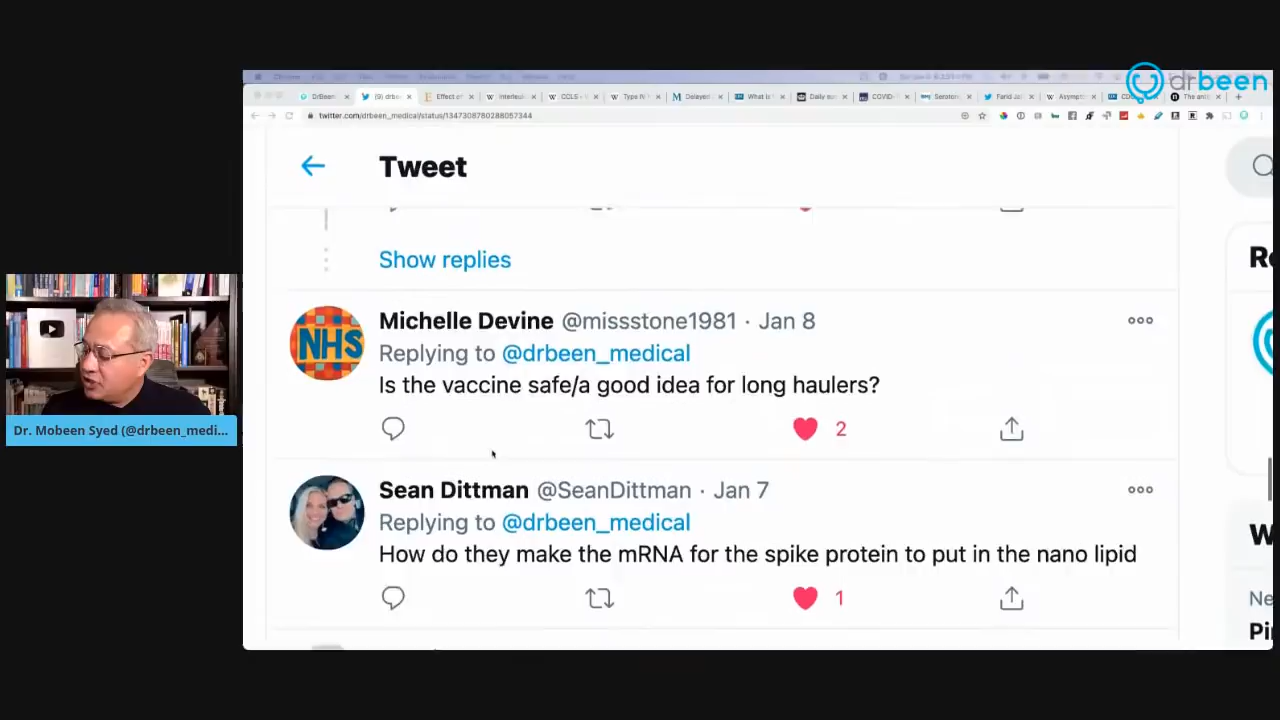 drbeen
twitter.com/drbeen_medical/status/1347308780288057344
Tweet
Show replies
Michelle Devine @missstone1981 · Jan 8
Replying to @drbeen_medical
Is the vaccine safe/a good idea for long haulers?
2
NHS
Sean Dittman @SeanDittman · Jan 7
Replying to @drbeen_medical
How do they make the mRNA for the spike protein to put in the nano lipid
1
Dr. Mobeen Syed (@drbeen_medi...